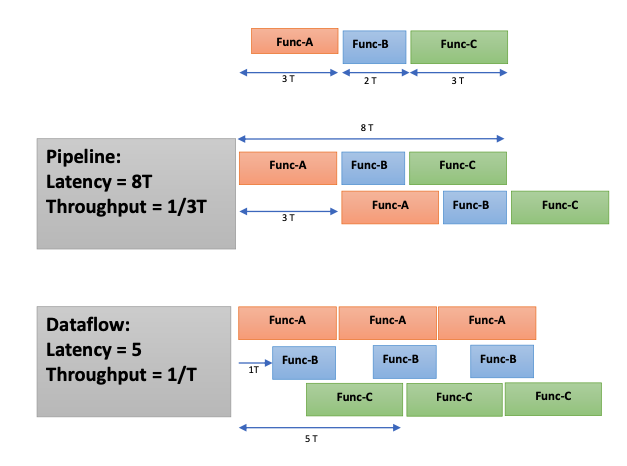 Func-A
Func-B
Func-C
3 T
2 T
3 T
8 T
Pipeline:
Latency = 8T
Throughput = 1/3T
Func-A
Func-B
Func-C
3 T
Func-A
Func-B
Func-C
Dataflow:
Latency = 5
Throughput = 1/T
Func-A
Func-A
Func-A
1T
Func-B
Func-B
Func-B
Func-C
Func-C
Func-C
5 T